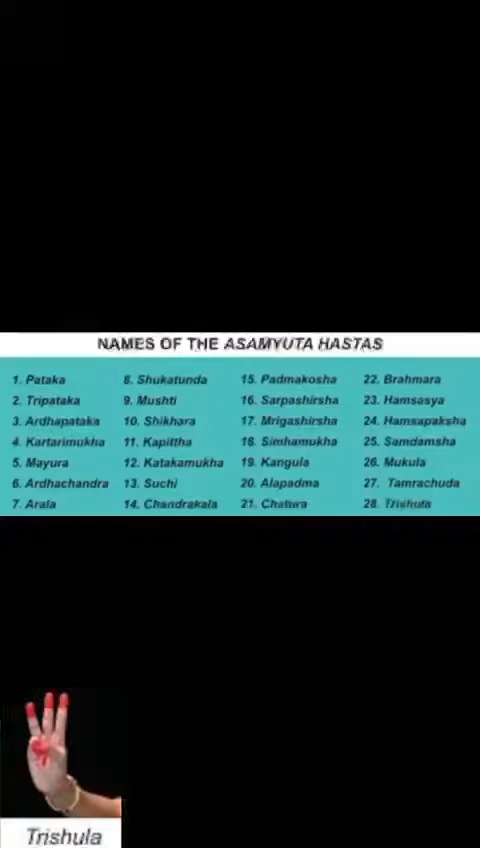 NAMES OF THE ASAMYUTA HASTAS
1. Pataka
2. Tripataka
3. Ardhapataka
4. Kartarimukha
5. Mayura
6. Ardhachandra
7. Arala
8. Shukatunda
9. Mushti
10. Shikhara
11. Kapittha
12. Katakamukha
13. Suchi
14. Chandrakala
15. Padmakosha
16. Sarpashirsha
17. Mrigashirsha
18. Simhamukha
19. Kangula
20. Alapadma
21. Chatura
22. Brahmara
23. Hamsasya
24. Hamsapaksha
25. Samdamsha
26. Mukula
27. Tamrachuda
28. Trishula
Trishula